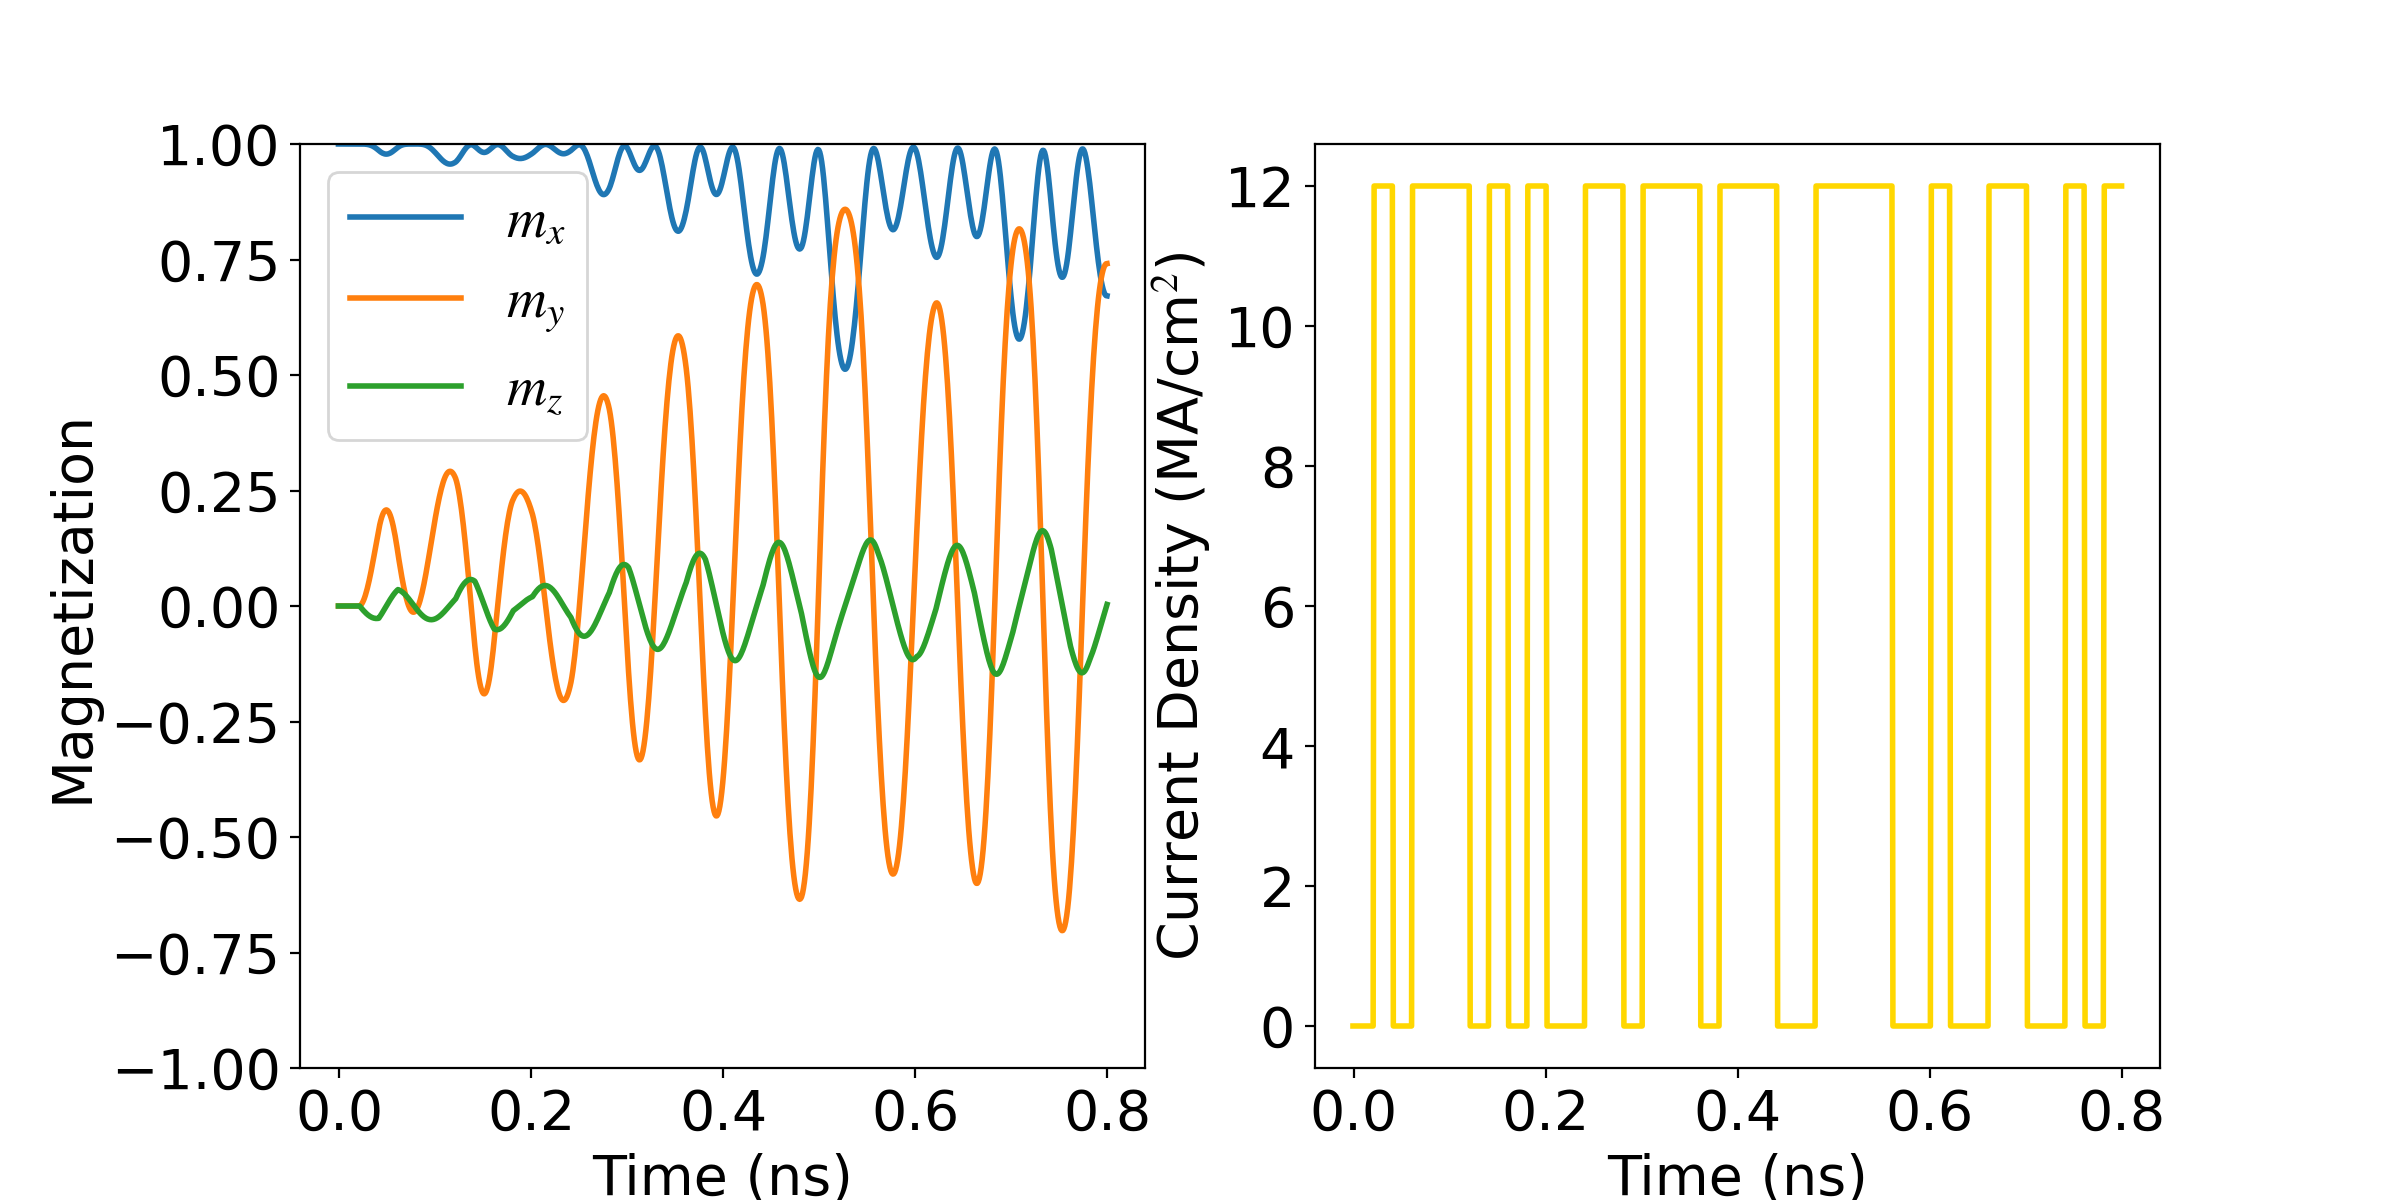 Magnetization
1.00
0.75
0.50
0.25
0.00
−0.25
−0.50
−0.75
−1.00
m_x
m_y
m_z
0.0 0.2 0.4 0.6 0.8
Time (ns)
Current Density (MA/cm²)
12
10
8
6
4
2
0
0.0 0.2 0.4 0.6 0.8
Time (ns)